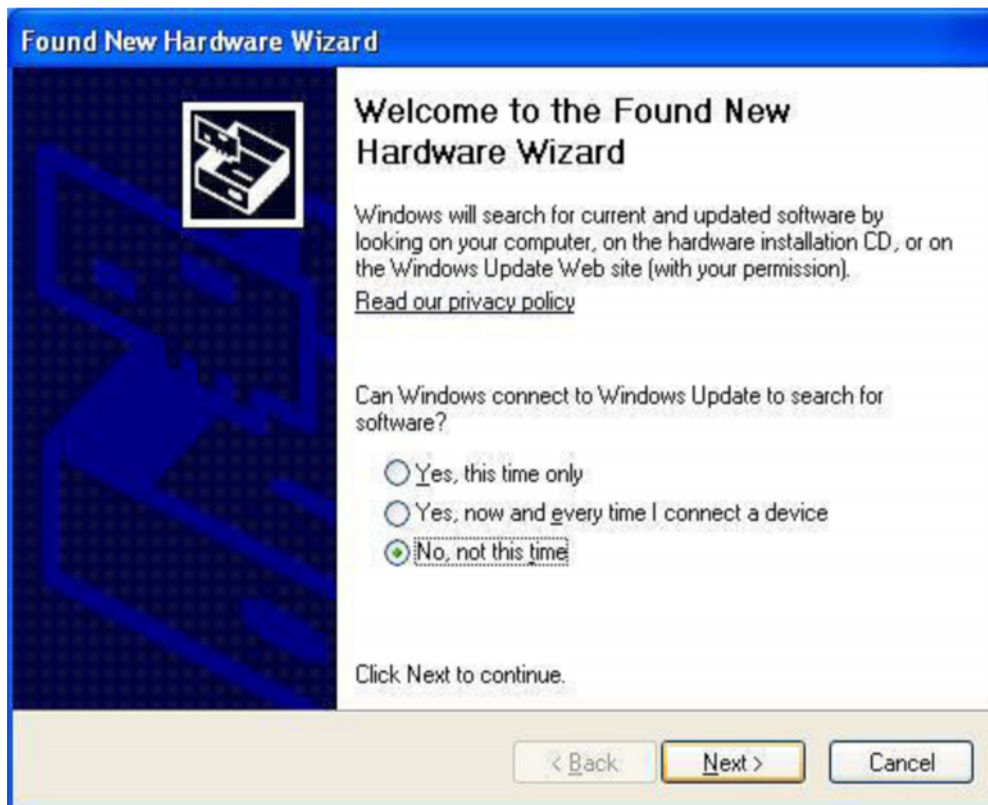 Found New Hardware Wizard
Welcome to the Found New
Hardware Wizard
Windows will search for current and updated software by
looking on your computer, on the hardware installation CD, or on
the Windows Update Web site (with your permission).
Read our privacy policy
Can Windows connect to Windows Update to search for
software?
Yes, this time only
Yes, now and every time I connect a device
No, not this time
Click Next to continue.
< Back
Next >
Cancel